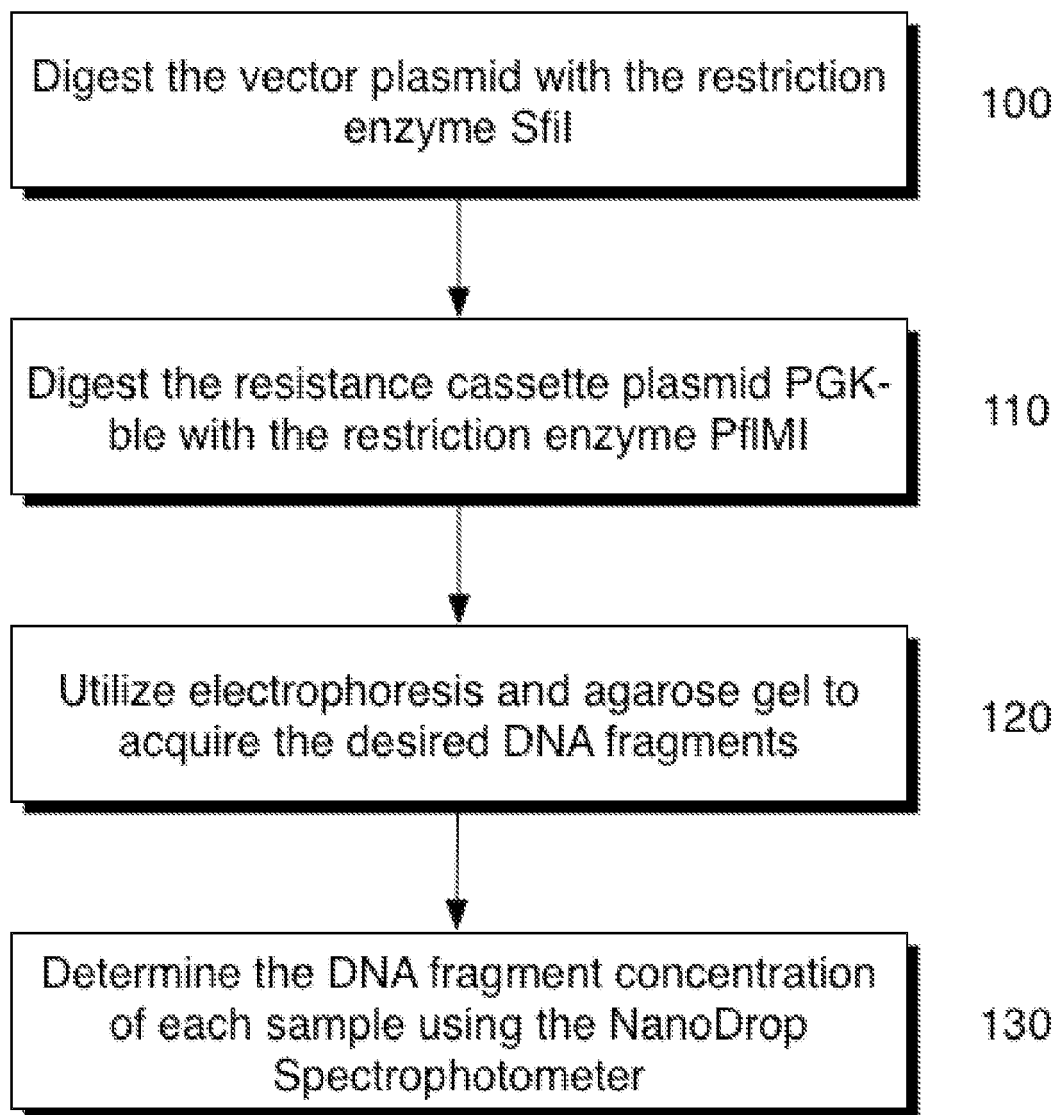 Digest the vector plasmid with the restriction
enzyme SfiI
100
Digest the resistance cassette plasmid PGK-
ble with the restriction enzyme PflMI
110
Utilize electrophoresis and agarose gel to
acquire the desired DNA fragments
120
Determine the DNA fragment concentration
of each sample using the NanoDrop
Spectrophotometer
130